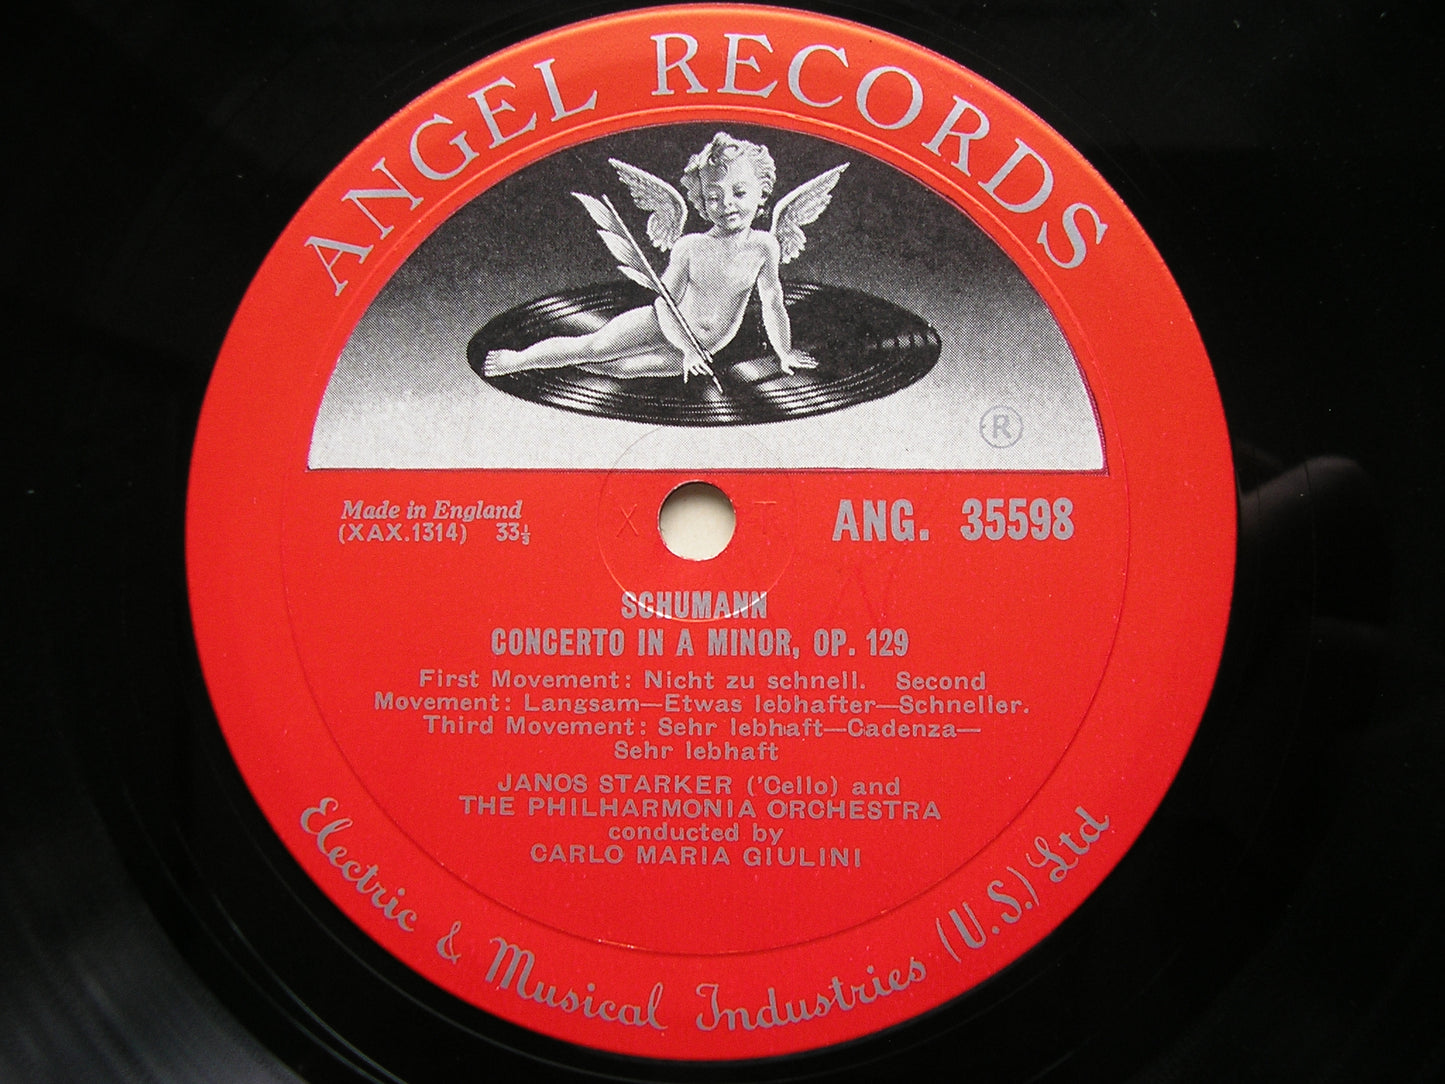 ANGEL RECORDS
®
Made in England
(XAX.1314) 33⅓
ANG. 35598
X T
SCHUMANN
CONCERTO IN A MINOR, OP. 129
First Movement: Nicht zu schnell. Second
Movement: Langsam—Etwas lebhafter—Schneller.
Third Movement: Sehr lebhaft—Cadenza—
Sehr lebhaft
JANOS STARKER ('Cello) and
THE PHILHARMONIA ORCHESTRA
conducted by
CARLO MARIA GIULINI
Electric & Musical Industries (U.S.) Ltd